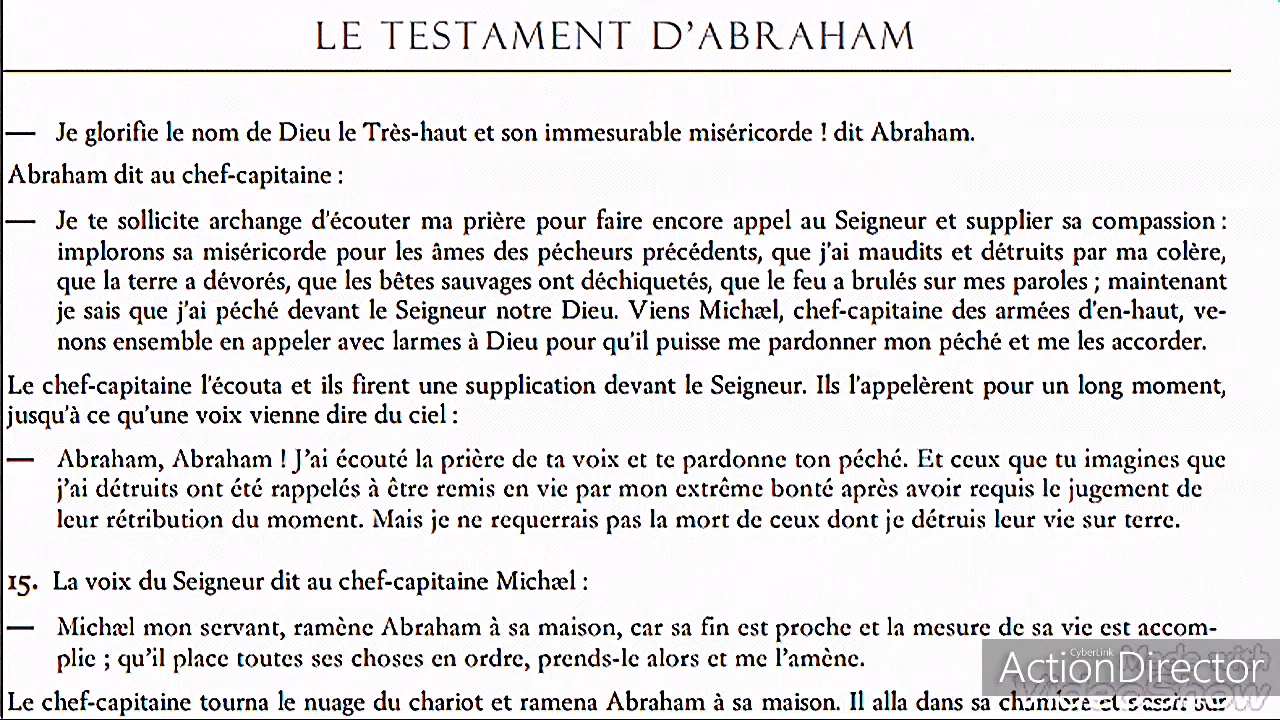 LE TESTAMENT D'ABRAHAM
— Je glorifie le nom de Dieu le Très-haut et son immesurable miséricorde ! dit Abraham.
Abraham dit au chef-capitaine :
— Je te sollicite archange d'écouter ma prière pour faire encore appel au Seigneur et supplier sa compassion :
implorons sa miséricorde pour les âmes des pécheurs précédents, que j'ai maudits et détruits par ma colère,
que la terre a dévorés, que les bêtes sauvages ont déchiquetés, que le feu a brulés sur mes paroles ; maintenant
je sais que j'ai péché devant le Seigneur notre Dieu. Viens Michæl, chef-capitaine des armées d'en-haut, ve-
nons ensemble en appeler avec larmes à Dieu pour qu'il puisse me pardonner mon péché et me les accorder.
Le chef-capitaine l'écouta et ils firent une supplication devant le Seigneur. Ils l'appelèrent pour un long moment,
jusqu'à ce qu'une voix vienne dire du ciel :
— Abraham, Abraham ! J'ai écouté la prière de ta voix et te pardonne ton péché. Et ceux que tu imagines que
j'ai détruits ont été rappelés à être remis en vie par mon extrême bonté après avoir requis le jugement de
leur rétribution du moment. Mais je ne requerrais pas la mort de ceux dont je détruis leur vie sur terre.
15. La voix du Seigneur dit au chef-capitaine Michæl :
— Michæl mon servant, ramène Abraham à sa maison, car sa fin est proche et la mesure de sa vie est accom-
plie ; qu'il place toutes ses choses en ordre, prends-le alors et me l'amène.
Le chef-capitaine tourna le nuage du chariot et ramena Abraham à sa maison. Il alla dans sa chambre et s'assit sur
Made with
CyberLink
ActionDirector
VideoShow